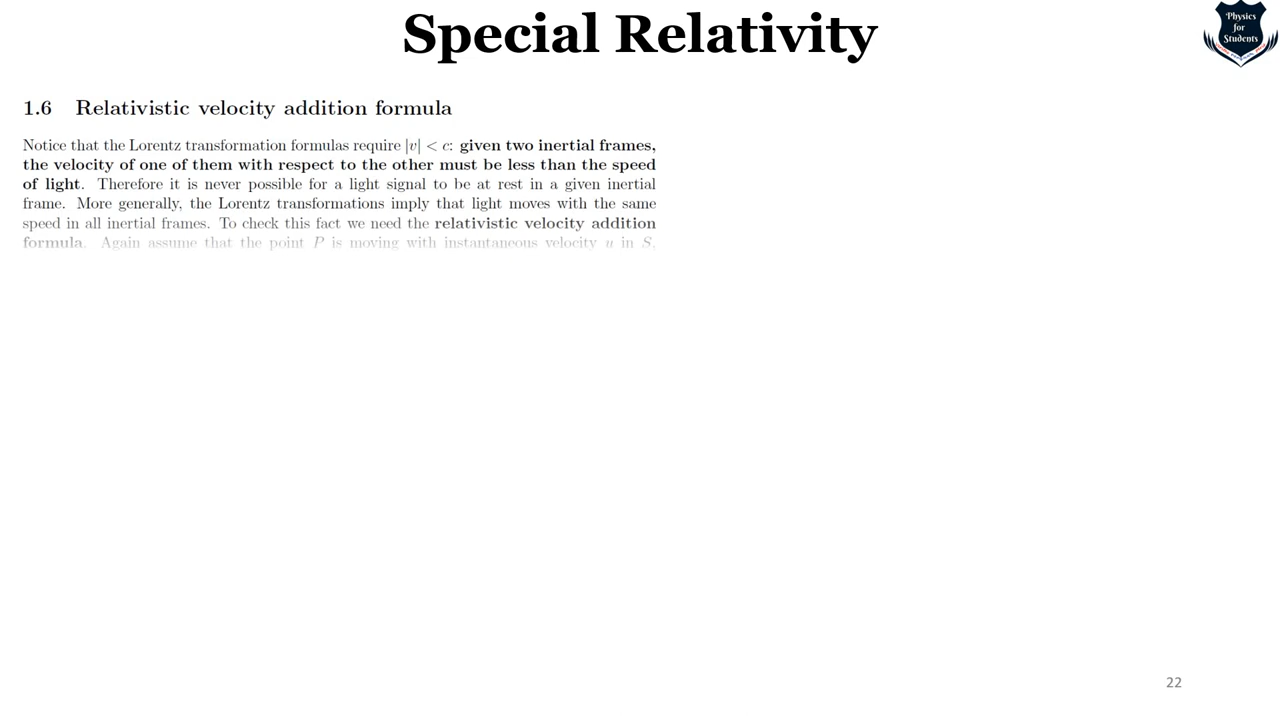 Special Relativity
Physics
for
Students
1.6 Relativistic velocity addition formula
Notice that the Lorentz transformation formulas require |v| < c: given two inertial frames,
the velocity of one of them with respect to the other must be less than the speed
of light. Therefore it is never possible for a light signal to be at rest in a given inertial
frame. More generally, the Lorentz transformations imply that light moves with the same
speed in all inertial frames. To check this fact we need the relativistic velocity addition
formula. Again assume that the point P is moving with instantaneous velocity u in S,
22